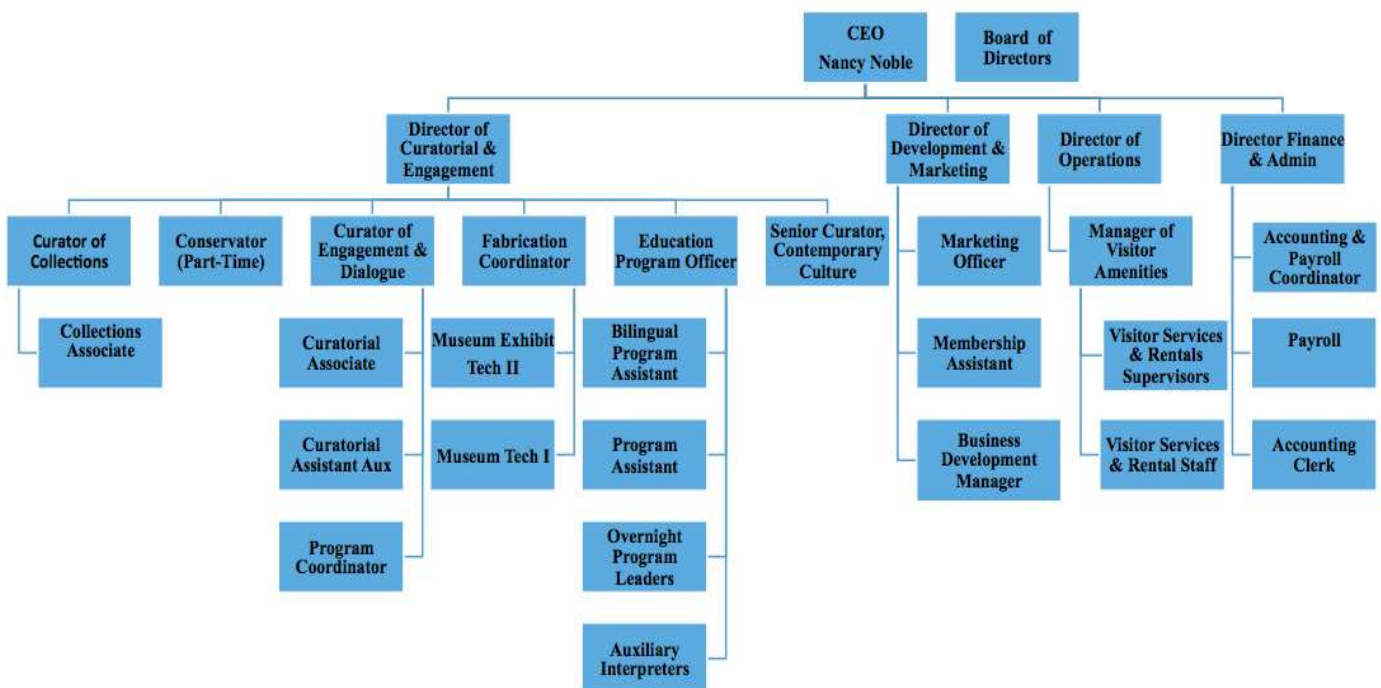 CEO
Nancy Noble
Board of
Directors
Director of
Curatorial &
Engagement
Director of
Development &
Marketing
Director of
Operations
Director Finance
& Admin
Curator of
Collections
Conservator
(Part-Time)
Curator of
Engagement &
Dialogue
Fabrication
Coordinator
Education
Program Officer
Senior Curator,
Contemporary
Culture
Marketing
Officer
Manager of
Visitor
Amenities
Accounting &
Payroll
Coordinator
Collections
Associate
Curatorial
Associate
Museum Exhibit
Tech II
Bilingual
Program
Assistant
Membership
Assistant
Visitor Services
& Rentals
Supervisors
Payroll
Curatorial
Assistant Aux
Museum Tech I
Program
Assistant
Business
Development
Manager
Visitor Services
& Rental Staff
Accounting
Clerk
Program
Coordinator
Overnight
Program
Leaders
Auxiliary
Interpreters